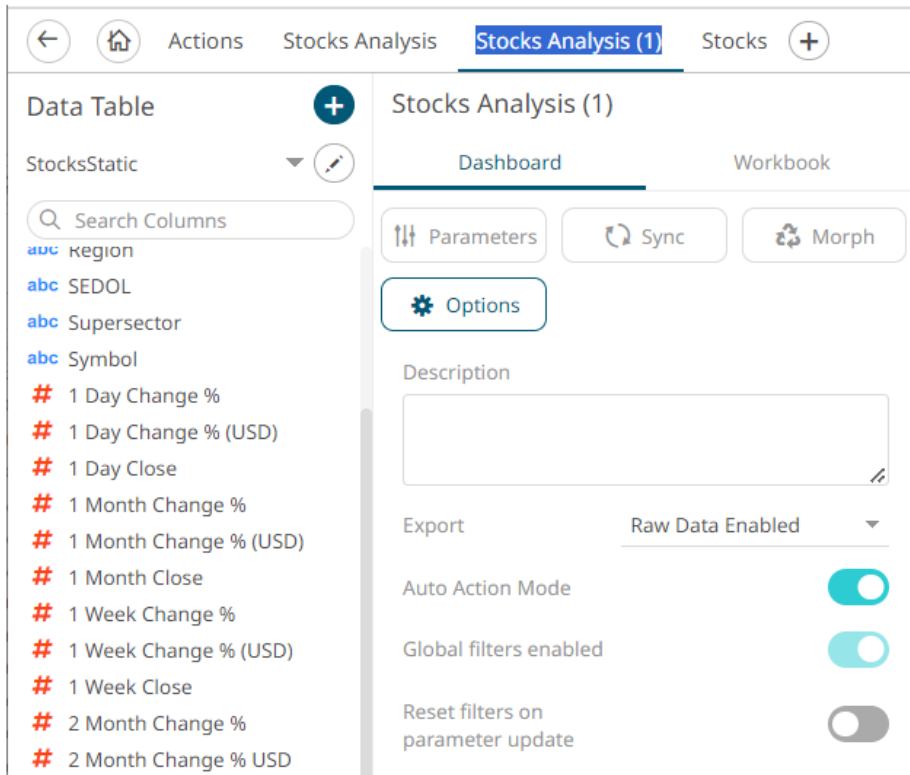 Actions Stocks Analysis Stocks Analysis (1) Stocks
Data Table
StocksStatic
Search Columns
abc Region
abc SEDOL
abc Supersector
abc Symbol
# 1 Day Change %
# 1 Day Change % (USD)
# 1 Day Close
# 1 Month Change %
# 1 Month Change % (USD)
# 1 Month Close
# 1 Week Change %
# 1 Week Change % (USD)
# 1 Week Close
# 2 Month Change %
# 2 Month Change % USD
Stocks Analysis (1)
Dashboard Workbook
Parameters Sync Morph
Options
Description
Export Raw Data Enabled
Auto Action Mode
Global filters enabled
Reset filters on
parameter update